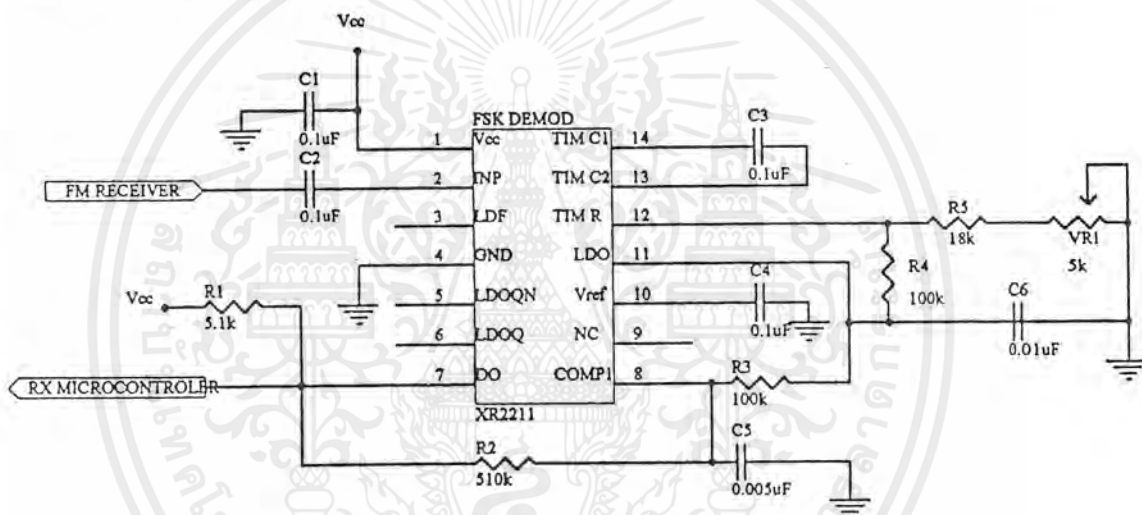 Vcc
C1
0.1uF
FSK DEMOD
1 Vcc TIM C1 14
C3
0.1uF
C2
0.1uF
FM RECEIVER
2 INP TIM C2 13
3 LDF TIM R 12
R5
18k
VR1
5k
4 GND LDO 11
R4
100k
C4
0.1uF
5 LDOQN Vref 10
C6
0.01uF
Vcc
R1
5.1k
6 LDOQ NC 9
R3
100k
RX MICROCONTROLER
7 DO COMP1 8
XR2211
R2
510k
C5
0.005uF